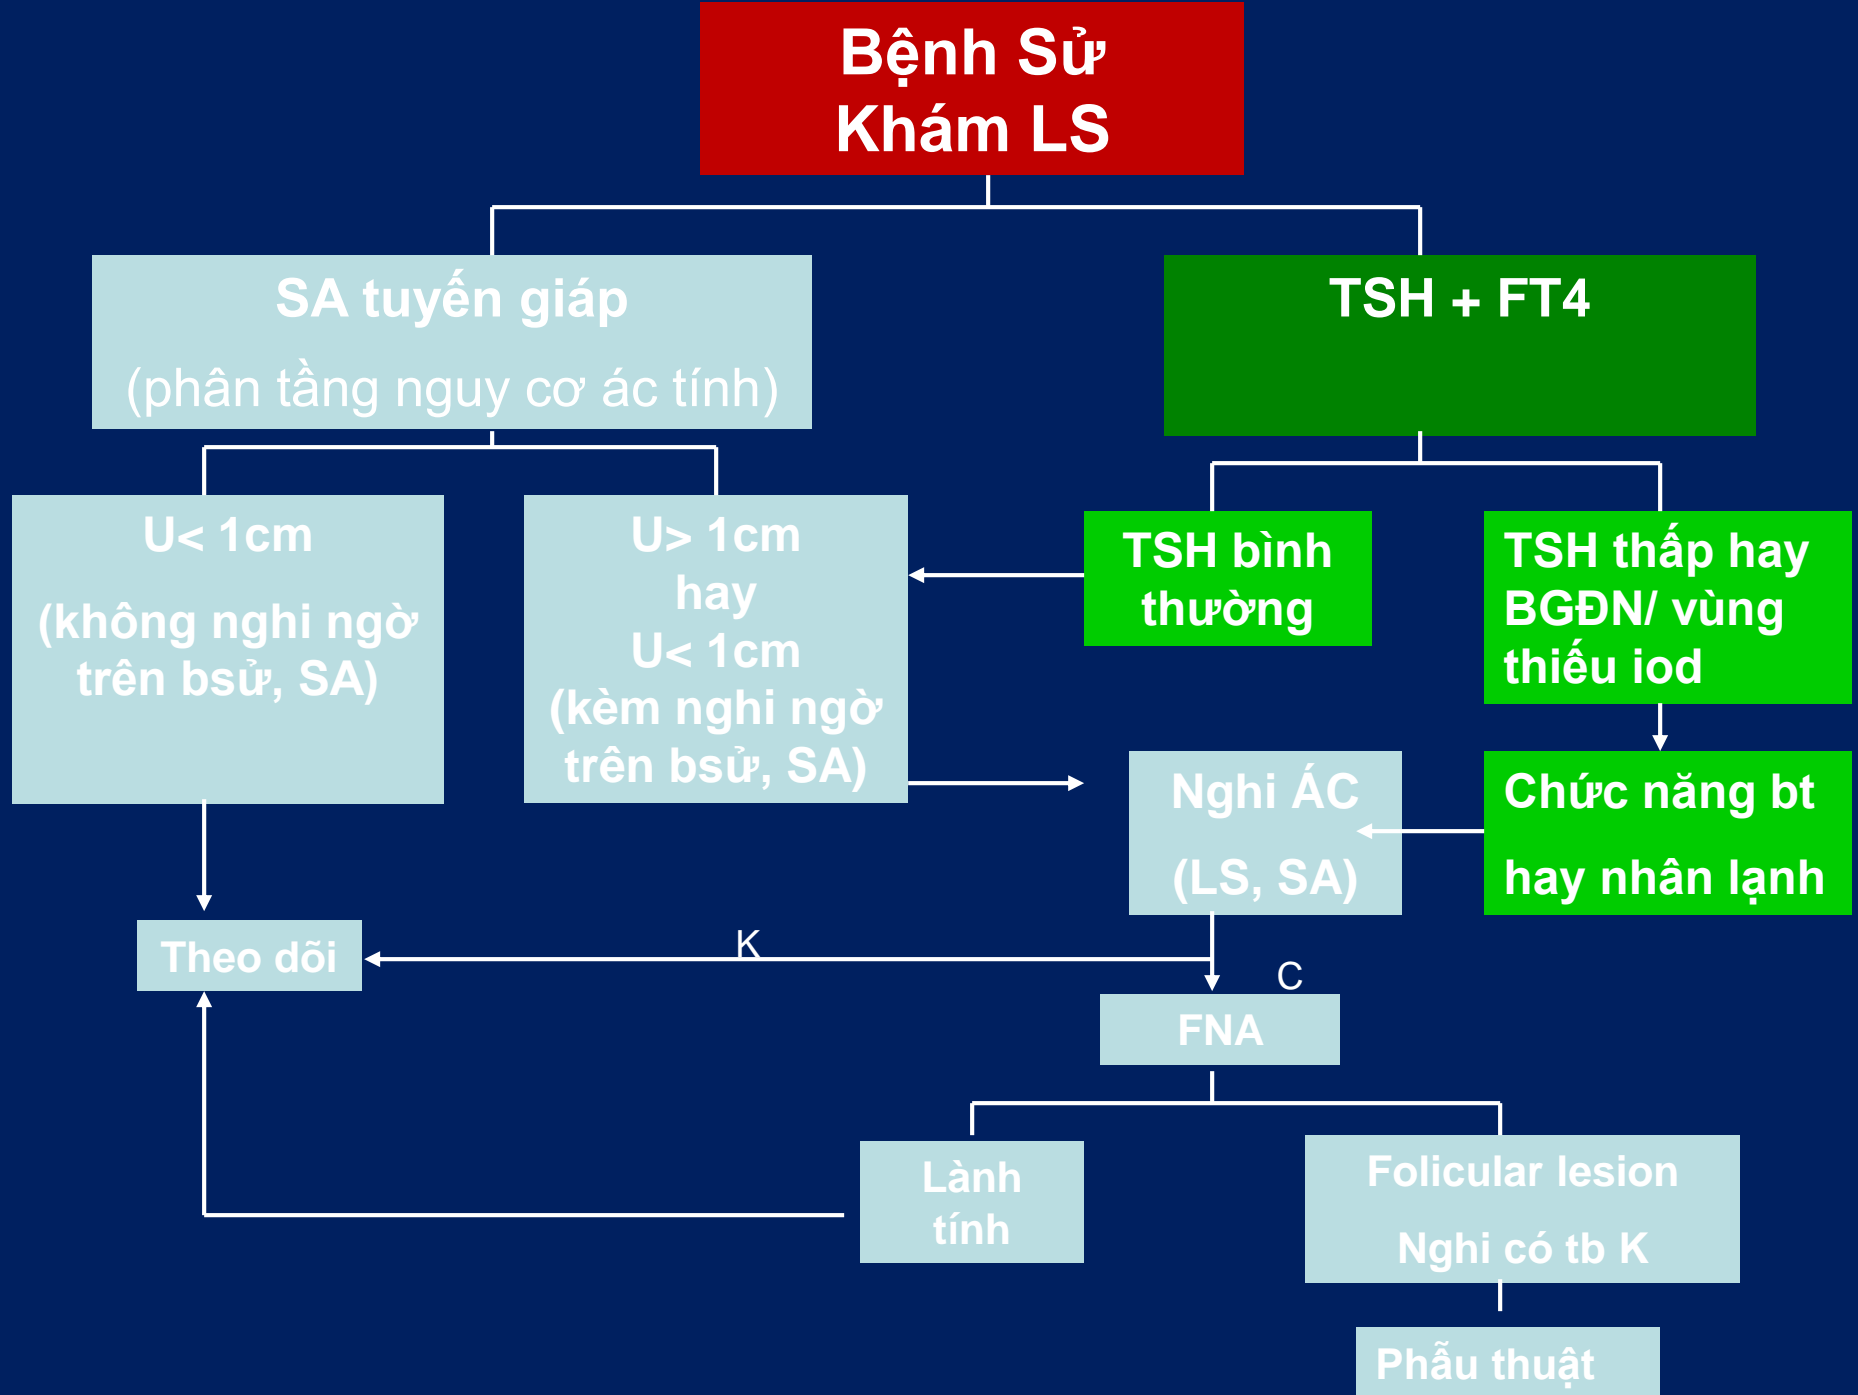 Bệnh Sử
Khám LS
SA tuyến giáp
(phân tầng nguy cơ ác tính)
TSH + FT4
U< 1cm
(không nghi ngờ
trên bsử, SA)
U> 1cm
hay
U< 1cm
(kèm nghi ngờ
trên bsử, SA)
TSH bình
thường
TSH thấp hay
BGĐN/ vùng
thiếu iod
Nghi ÁC
(LS, SA)
Chức năng bt
hay nhân lạnh
Theo dõi
K
C
FNA
Lành
tính
Folicular lesion
Nghi có tb K
Phẫu thuật